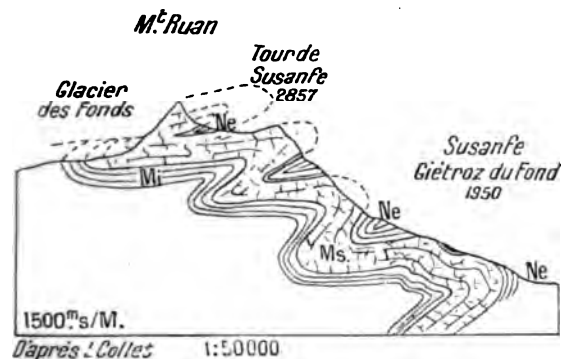 Mt Ruan
Tour de
Susanfe
2857
Glacier
des Fonds
Ne
Susanfe
Giétroz du Fond
1950
Mi
Ne
Ms.
Ne
1500ms/M.
D'après L. Collet 1:50000